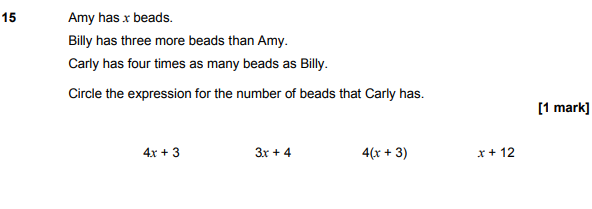 15 Amy has x beads.
Billy has three more beads than Amy.
Carly has four times as many beads as Billy.
Circle the expression for the number of beads that Carly has.
[1 mark]
4x + 3 3x + 4 4(x + 3) x + 12